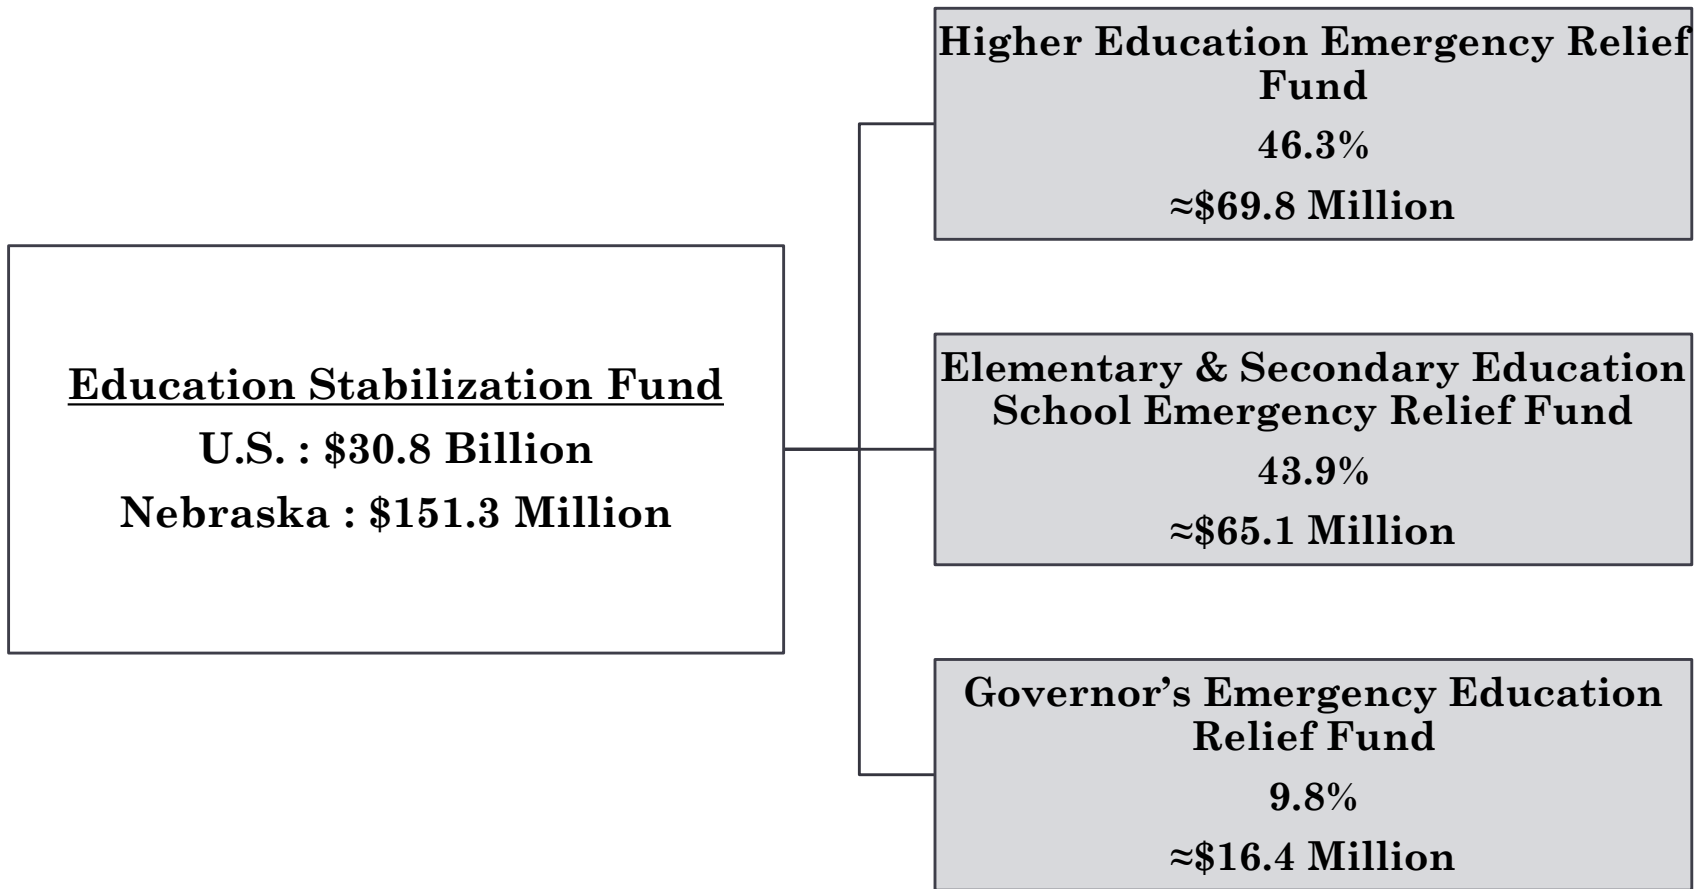 Education Stabilization Fund
U.S. : $30.8 Billion
Nebraska : $151.3 Million
Higher Education Emergency Relief
Fund
46.3%
≈$69.8 Million
Elementary & Secondary Education
School Emergency Relief Fund
43.9%
≈$65.1 Million
Governor’s Emergency Education
Relief Fund
9.8%
≈$16.4 Million